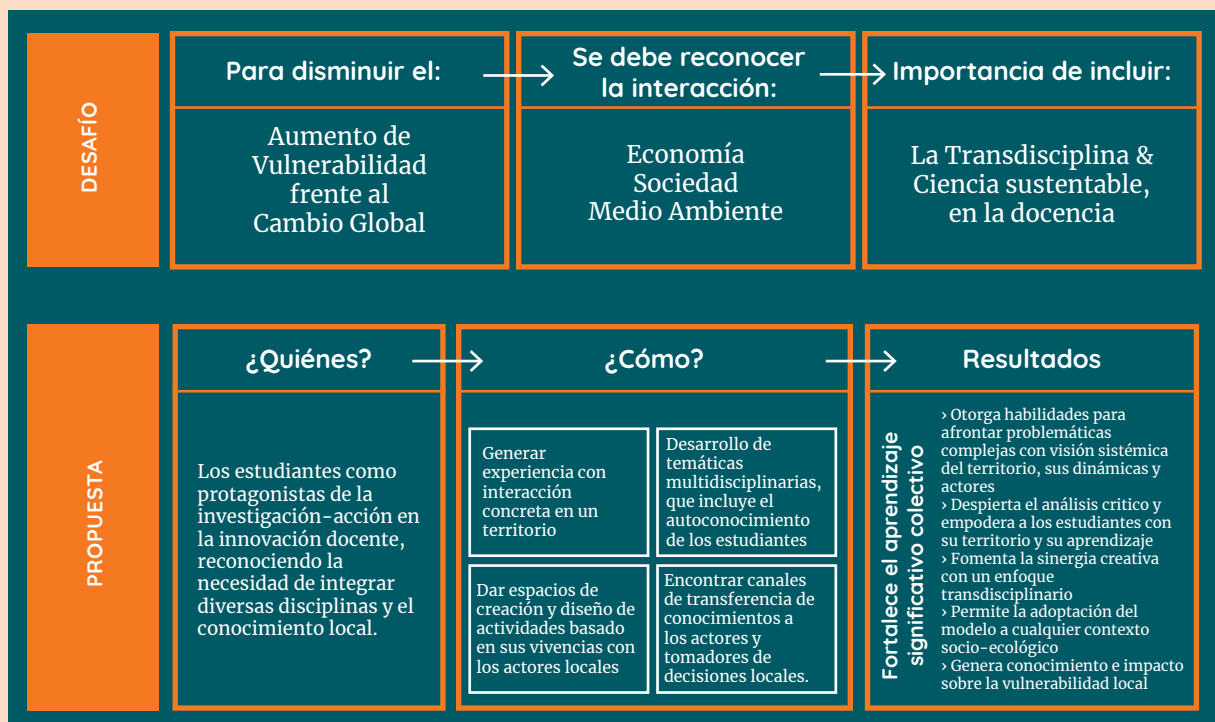 DESAFÍO
Para disminuir el:
Aumento de
Vulnerabilidad
frente al
Cambio Global
Se debe reconocer
la interacción:
Economía
Sociedad
Medio Ambiente
Importancia de incluir:
La Transdisciplina &
Ciencia sustentable,
en la docencia
PROPUESTA
¿Quiénes?
Los estudiantes como
protagonistas de la
investigación-acción en
la innovación docente,
reconociendo la
necesidad de integrar
diversas disciplinas y el
conocimiento local.
¿Cómo?
Generar
experiencia con
interacción
concreta en un
territorio
Desarrollo de
temáticas
multidisciplinarias,
que incluye el
autoconocimiento
de los estudiantes
Dar espacios de
creación y diseño de
actividades basado
en sus vivencias con
los actores locales
Encontrar canales
de transferencia de
conocimientos a
los actores y
tomadores de
decisiones locales.
Resultados
Fortalece el aprendizaje
significativo colectivo
› Otorga habilidades para
afrontar problemáticas
complejas con visión sistémica
del territorio, sus dinámicas y
actores
› Despierta el análisis critico y
empodera a los estudiantes con
su territorio y su aprendizaje
› Fomenta la sinergia creativa
con un enfoque
transdisciplinario
› Permite la adoptación del
modelo a cualquier contexto
socio-ecológico
› Genera conocimiento e impacto
sobre la vulnerabilidad local